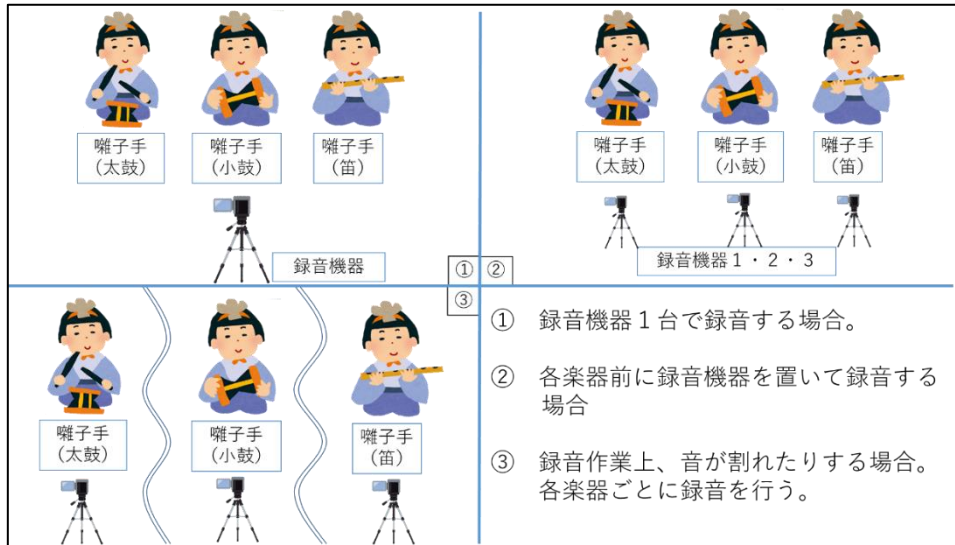 囃子手
（太鼓）
囃子手
（小鼓）
囃子手
（笛）
録音機器
①
囃子手
（太鼓）
囃子手
（小鼓）
囃子手
（笛）
録音機器１・２・３
②
③
囃子手
（太鼓）
囃子手
（小鼓）
囃子手
（笛）
① 録音機器１台で録音する場合。
② 各楽器前に録音機器を置いて録音する
場合
③ 録音作業上、音が割れたりする場合。
各楽器ごとに録音を行う。